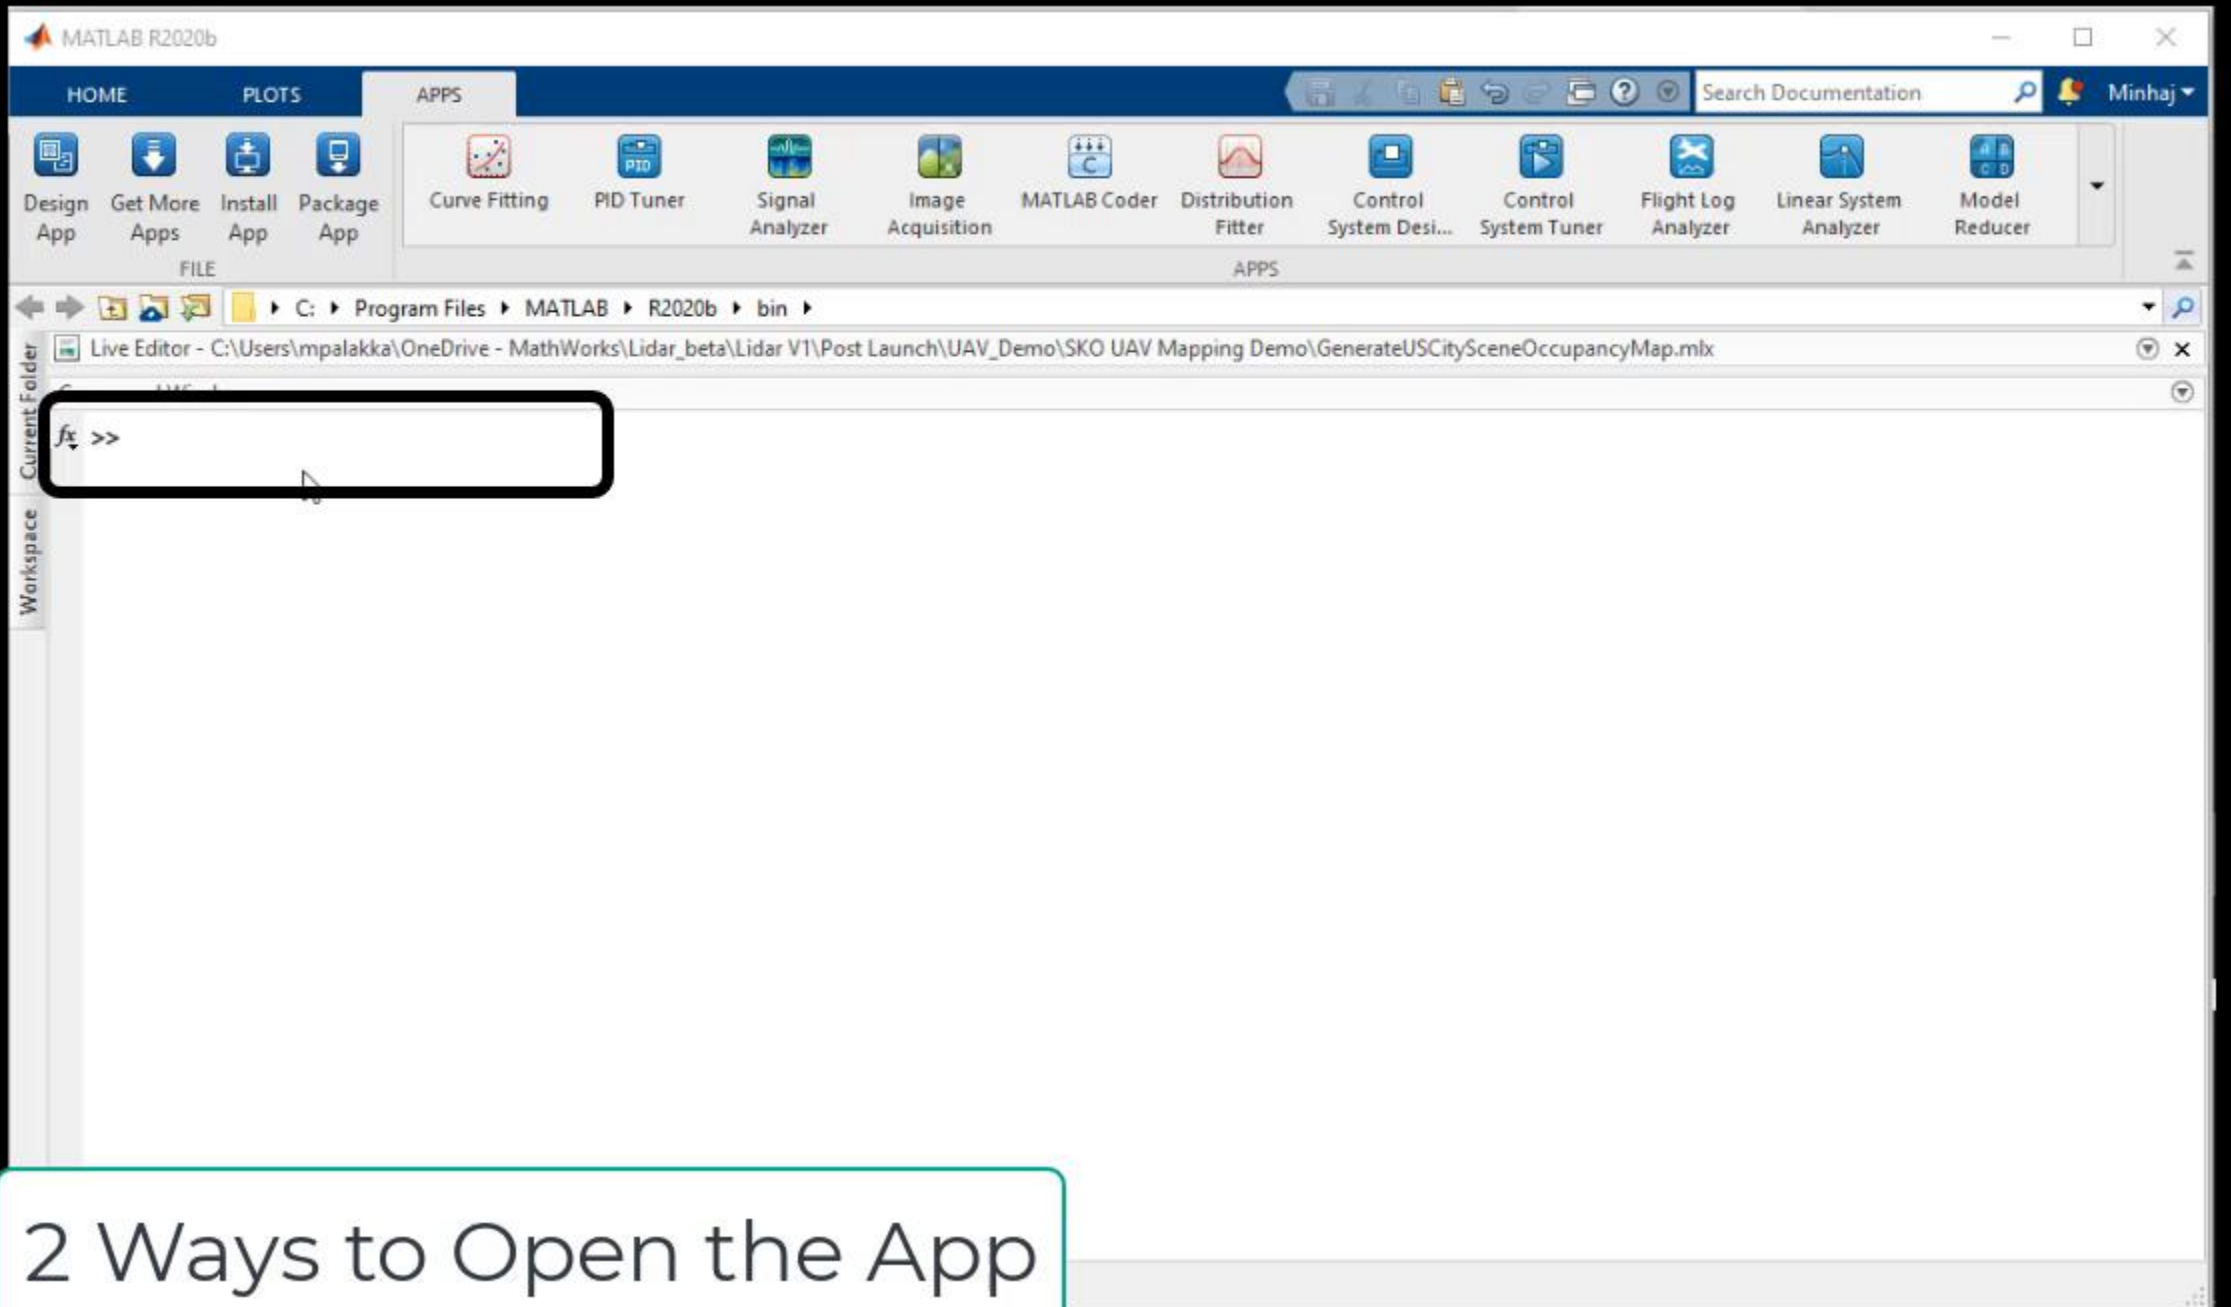 MATLAB R2020b
HOME PLOTS APPS Search Documentation Minhaj
Design App
Get More Apps
Install App
Package App
Curve Fitting
PID
PID Tuner
Signal Analyzer
Image Acquisition
C
MATLAB Coder
Distribution Fitter
Control System Desi...
Control System Tuner
Flight Log Analyzer
Linear System Analyzer
A B
C D
Model Reducer
FILE APPS
C: Program Files MATLAB R2020b bin
Live Editor - C:\Users\mpalakka\OneDrive - MathWorks\Lidar_beta\Lidar V1\Post Launch\UAV_Demo\SKO UAV Mapping Demo\GenerateUSCitySceneOccupancyMap.mlx
Current Folder
fx >>
Workspace
2 Ways to Open the App